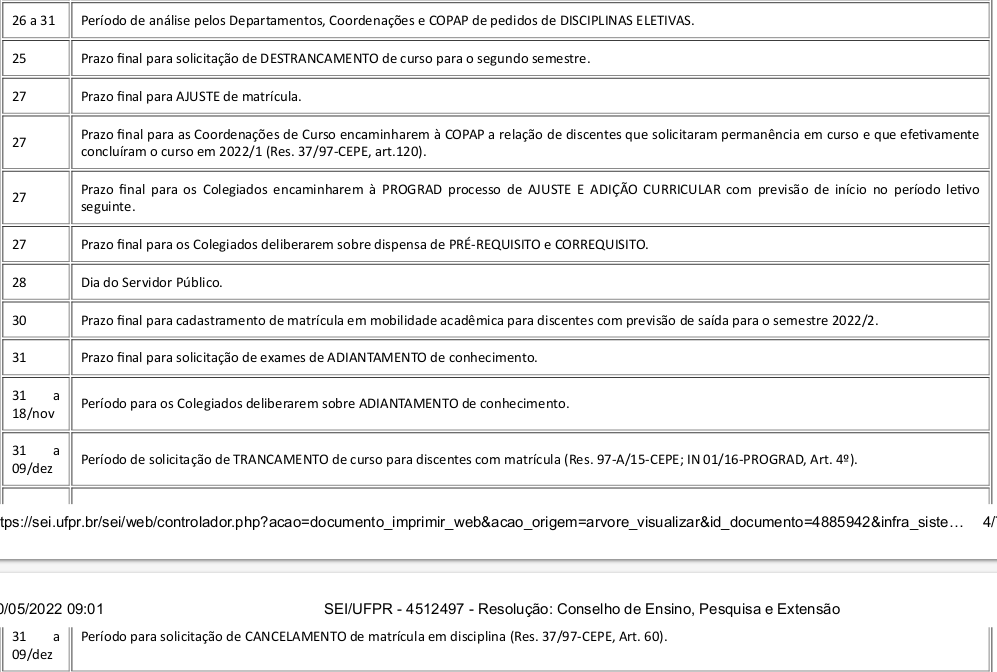 26 a 31 Período de análise pelos Departamentos, Coordenações e COPAP de pedidos de DISCIPLINAS ELETIVAS.
25 Prazo final para solicitação de DESTRANCAMENTO de curso para o segundo semestre.
27 Prazo final para AJUSTE de matrícula.
27 Prazo final para as Coordenações de Curso encaminharem à COPAP a relação de discentes que solicitaram permanência em curso e que efetivamente
concluíram o curso em 2022/1 (Res. 37/97-CEPE, art.120).
27 Prazo final para os Colegiados encaminharem à PROGRAD processo de AJUSTE E ADIÇÃO CURRICULAR com previsão de início no período letivo
seguinte.
27 Prazo final para os Colegiados deliberarem sobre dispensa de PRÉ-REQUISITO e CORREQUISITO.
28 Dia do Servidor Público.
30 Prazo final para cadastramento de matrícula em mobilidade acadêmica para discentes com previsão de saída para o semestre 2022/2.
31 Prazo final para solicitação de exames de ADIANTAMENTO de conhecimento.
31 a
18/nov
Período para os Colegiados deliberarem sobre ADIANTAMENTO de conhecimento.
31 a
09/dez
Período de solicitação de TRANCAMENTO de curso para discentes com matrícula (Res. 97-A/15-CEPE; IN 01/16-PROGRAD, Art. 4º).
tps://sei.ufpr.br/sei/web/controlador.php?acao=documento_imprimir_web&acao_origem=arvore_visualizar&id_documento=4885942&infra_siste… 4/
0/05/2022 09:01 SEI/UFPR - 4512497 - Resolução: Conselho de Ensino, Pesquisa e Extensão
31 a Período para solicitação de CANCELAMENTO de matrícula em disciplina (Res. 37/97-CEPE, Art. 60).
09/dez